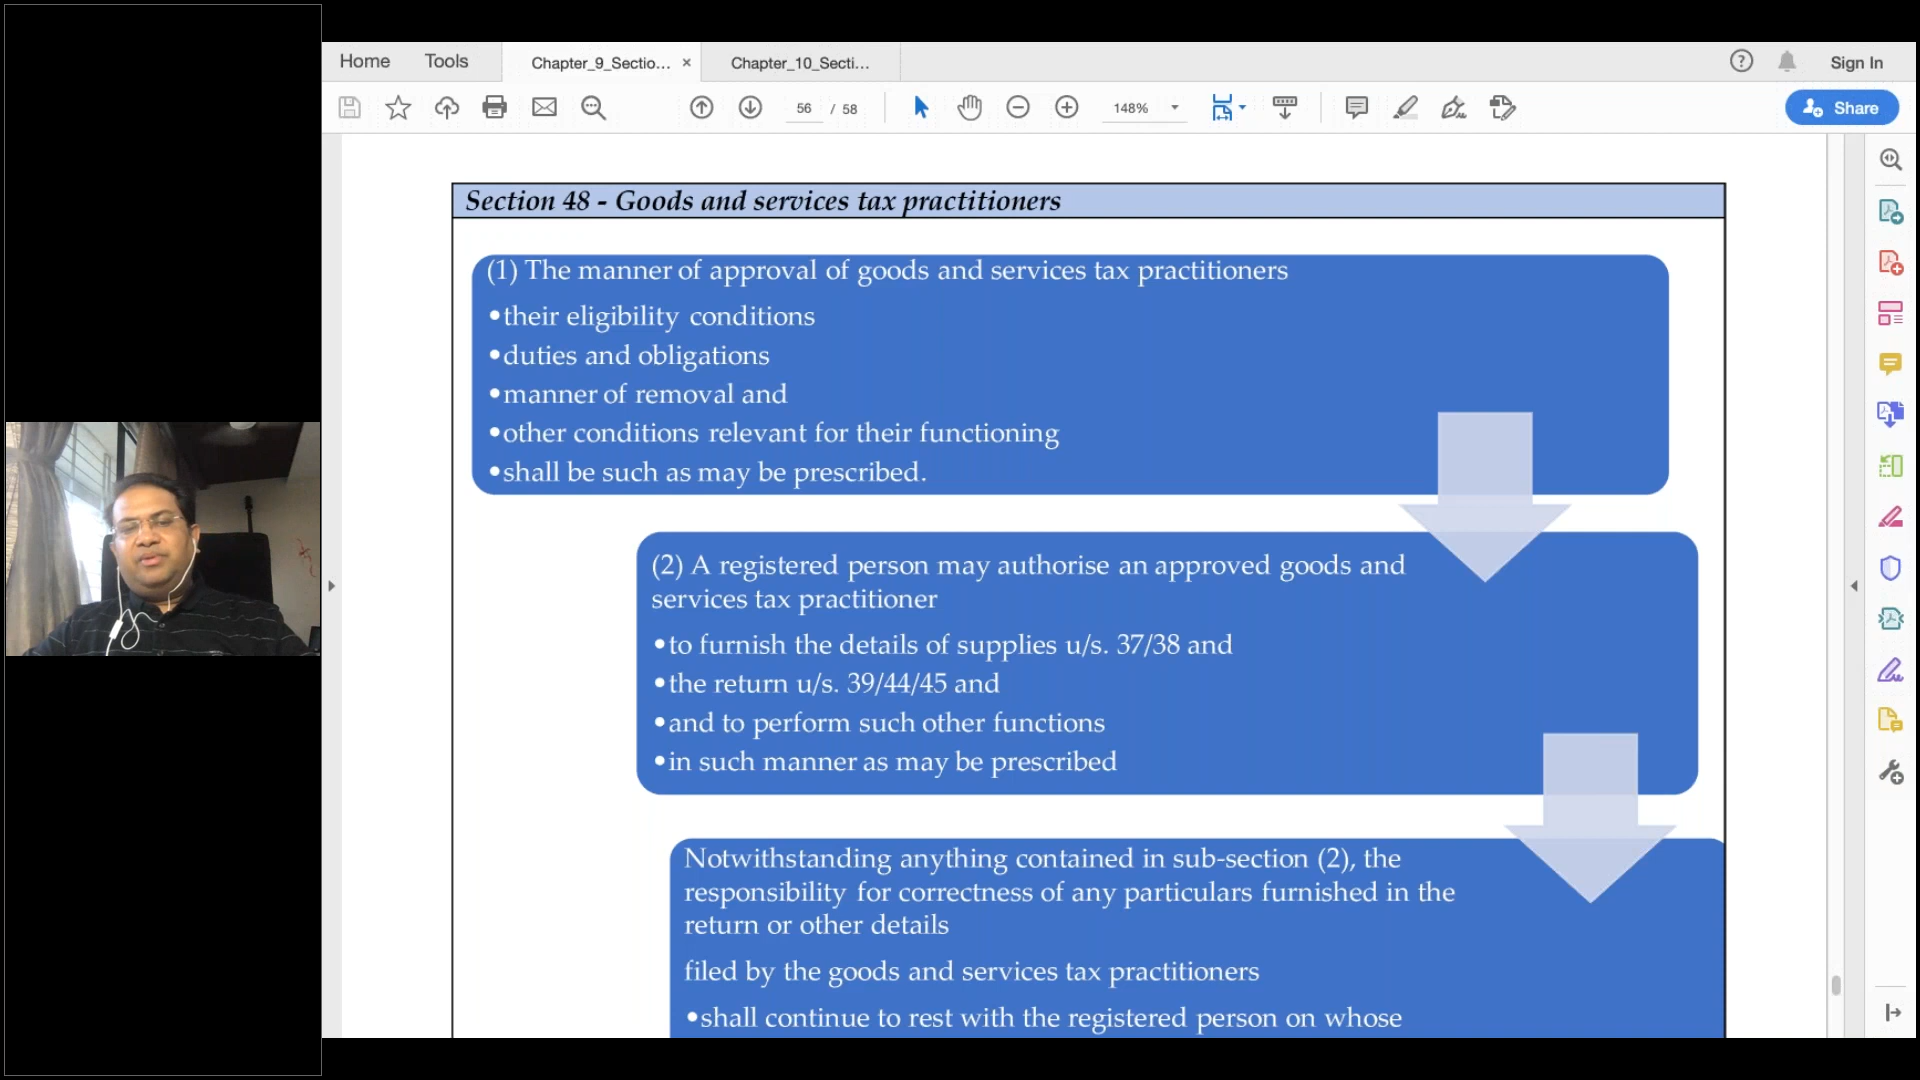 Home Tools Chapter_9_Sectio... × Chapter_10_Secti... Sign In
56 / 58 148% Share
Section 48 - Goods and services tax practitioners
(1) The manner of approval of goods and services tax practitioners
•their eligibility conditions
•duties and obligations
•manner of removal and
•other conditions relevant for their functioning
•shall be such as may be prescribed.
(2) A registered person may authorise an approved goods and
services tax practitioner
•to furnish the details of supplies u/s. 37/38 and
•the return u/s. 39/44/45 and
•and to perform such other functions
•in such manner as may be prescribed
Notwithstanding anything contained in sub-section (2), the
responsibility for correctness of any particulars furnished in the
return or other details
filed by the goods and services tax practitioners
•shall continue to rest with the registered person on whose